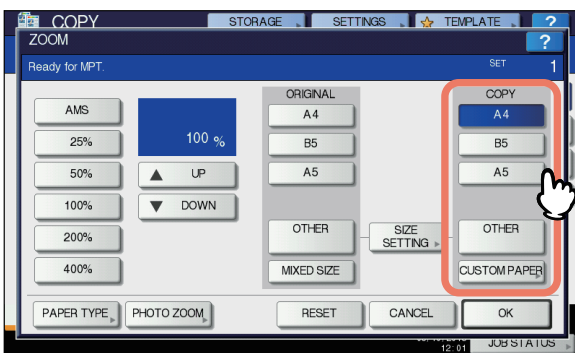 COPY STORAGE SETTINGS TEMPLATE ?
ZOOM ?
Ready for MPT. SET 1
ORIGINAL COPY
AMS A4 A4
25% 100 % B5 B5
50% UP A5 A5
100% DOWN
200% OTHER SIZE SETTING OTHER
400% MIXED SIZE CUSTOM PAPER
PAPER TYPE PHOTO ZOOM RESET CANCEL OK
12:01 JOB STATUS